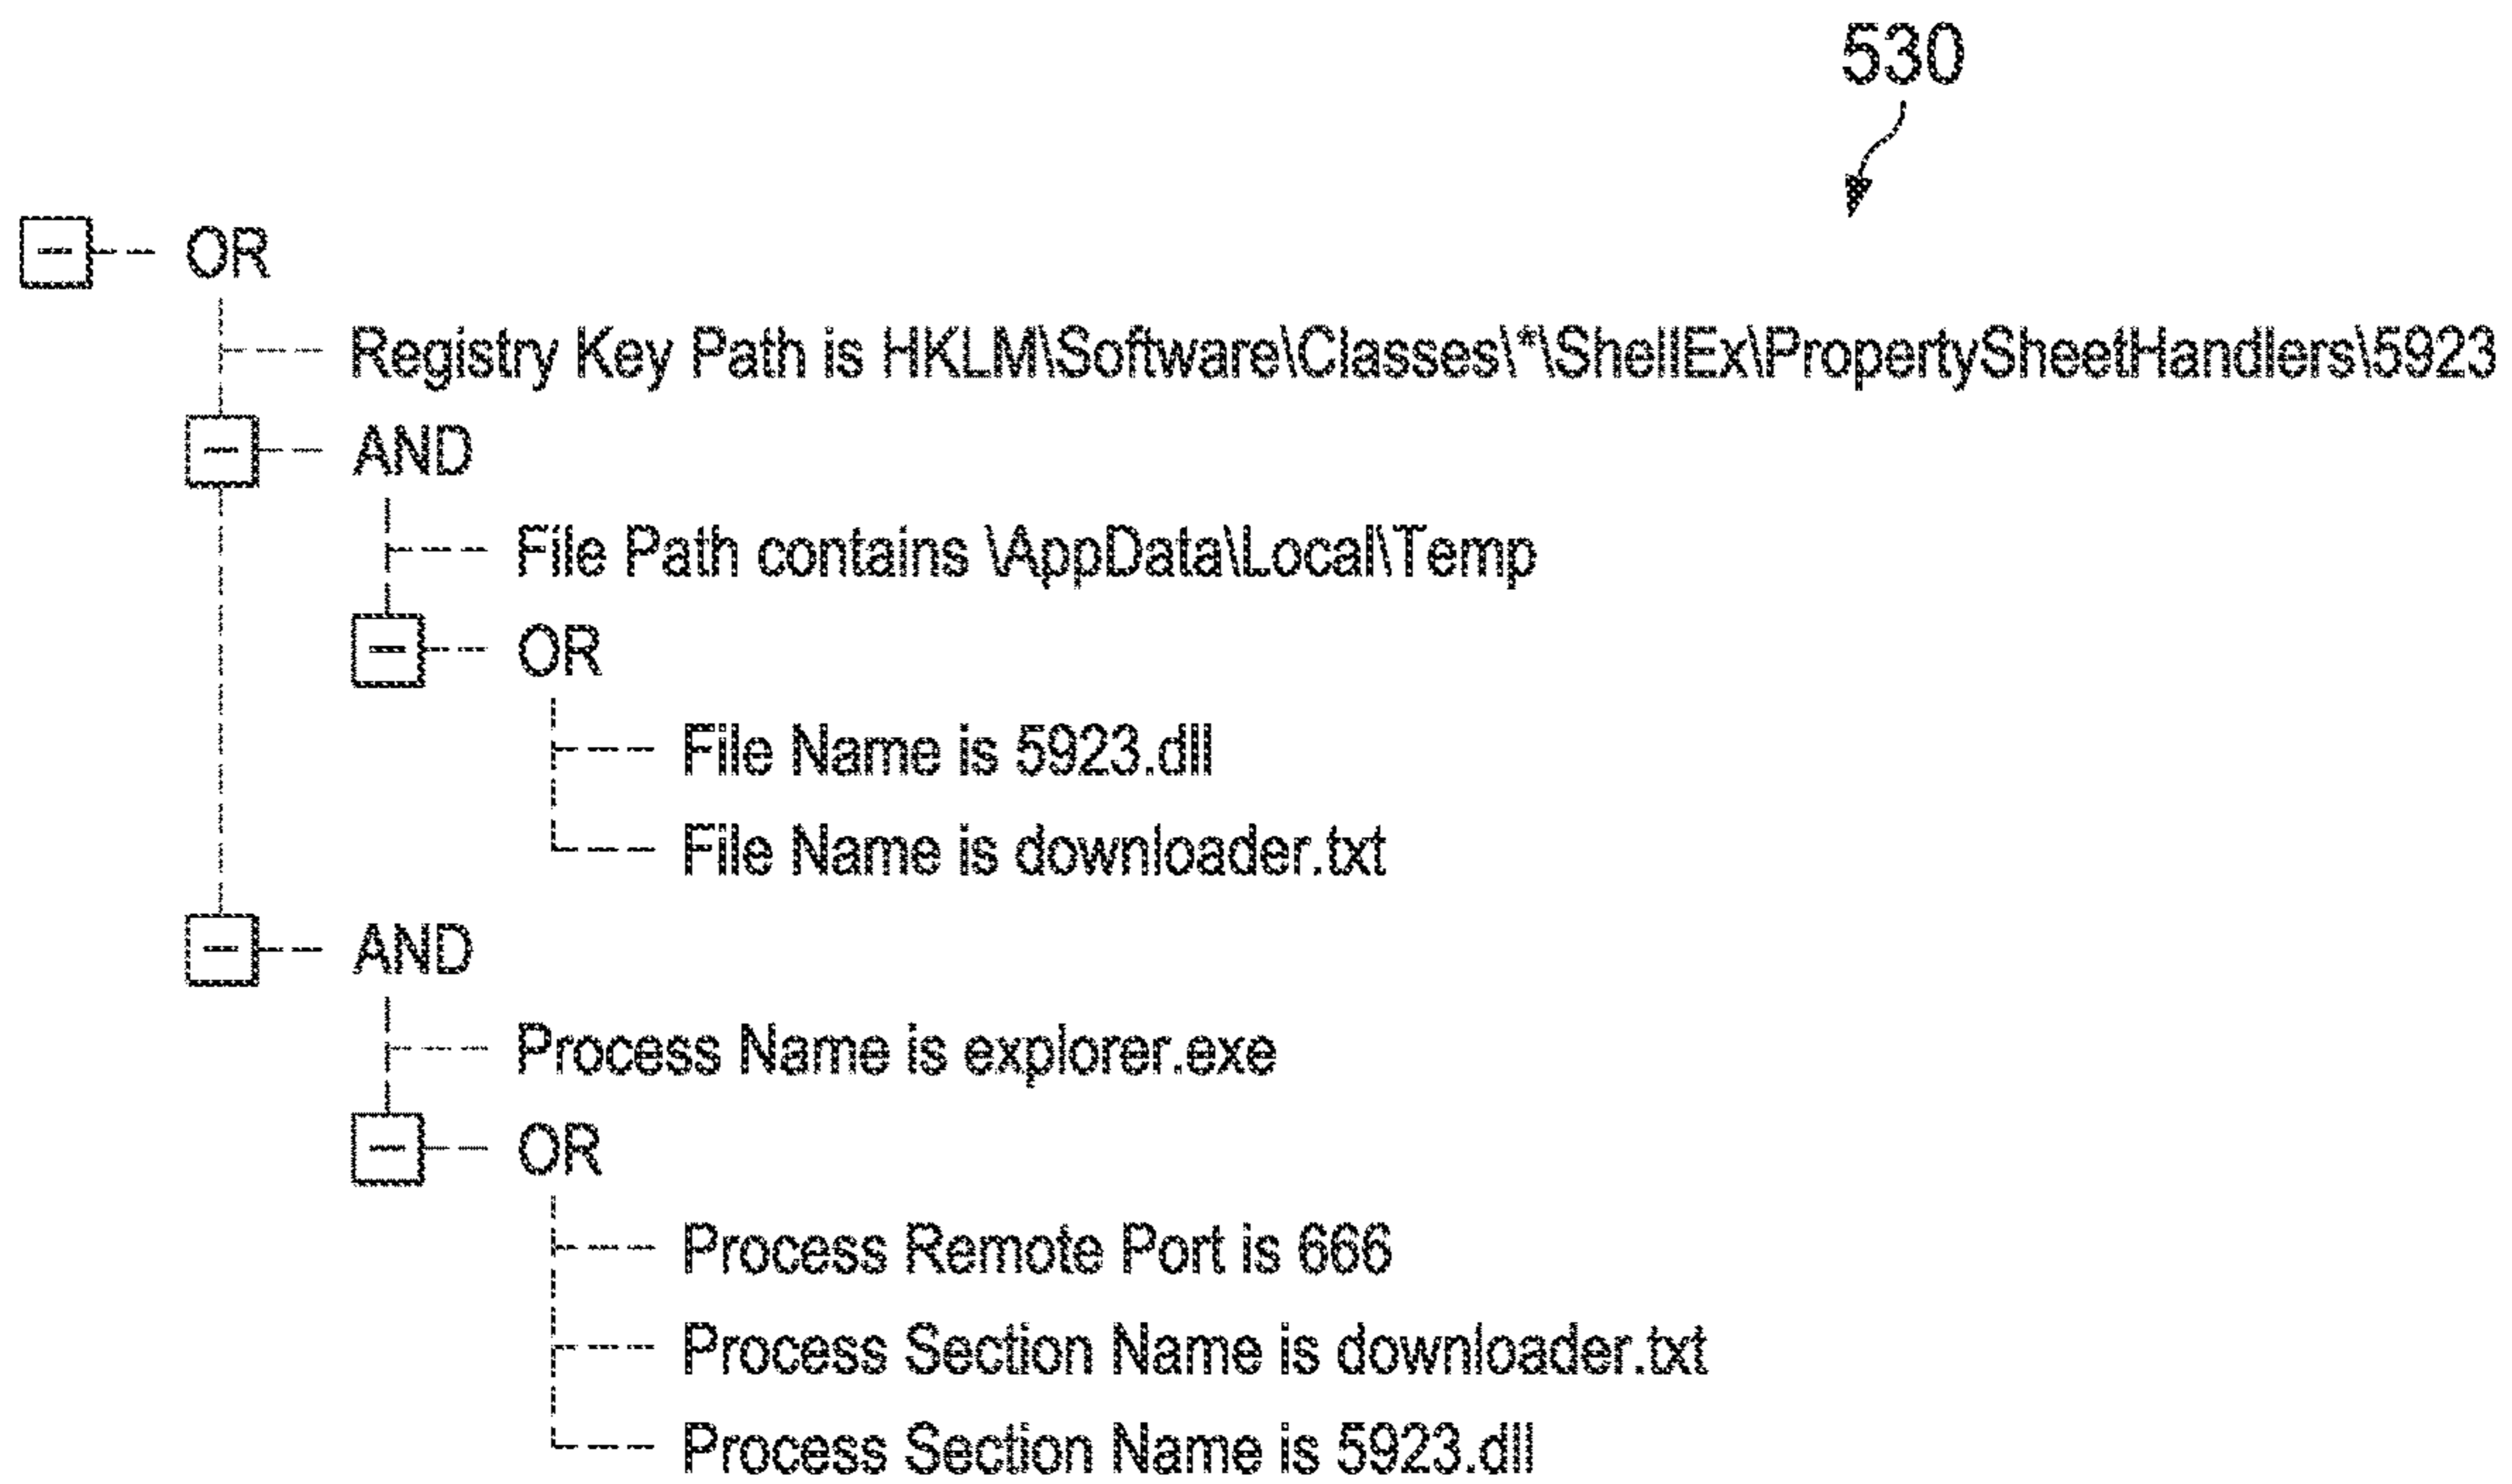 530
OR
Registry Key Path is HKLM\Software\Classes\*\ShellEx\PropertySheetHandlers\5923
AND
File Path contains \AppData\Local\Temp
OR
File Name is 5923.dll
File Name is downloader.txt
AND
Process Name is explorer.exe
OR
Process Remote Port is 666
Process Section Name is downloader.txt
Process Section Name is 5923.dll